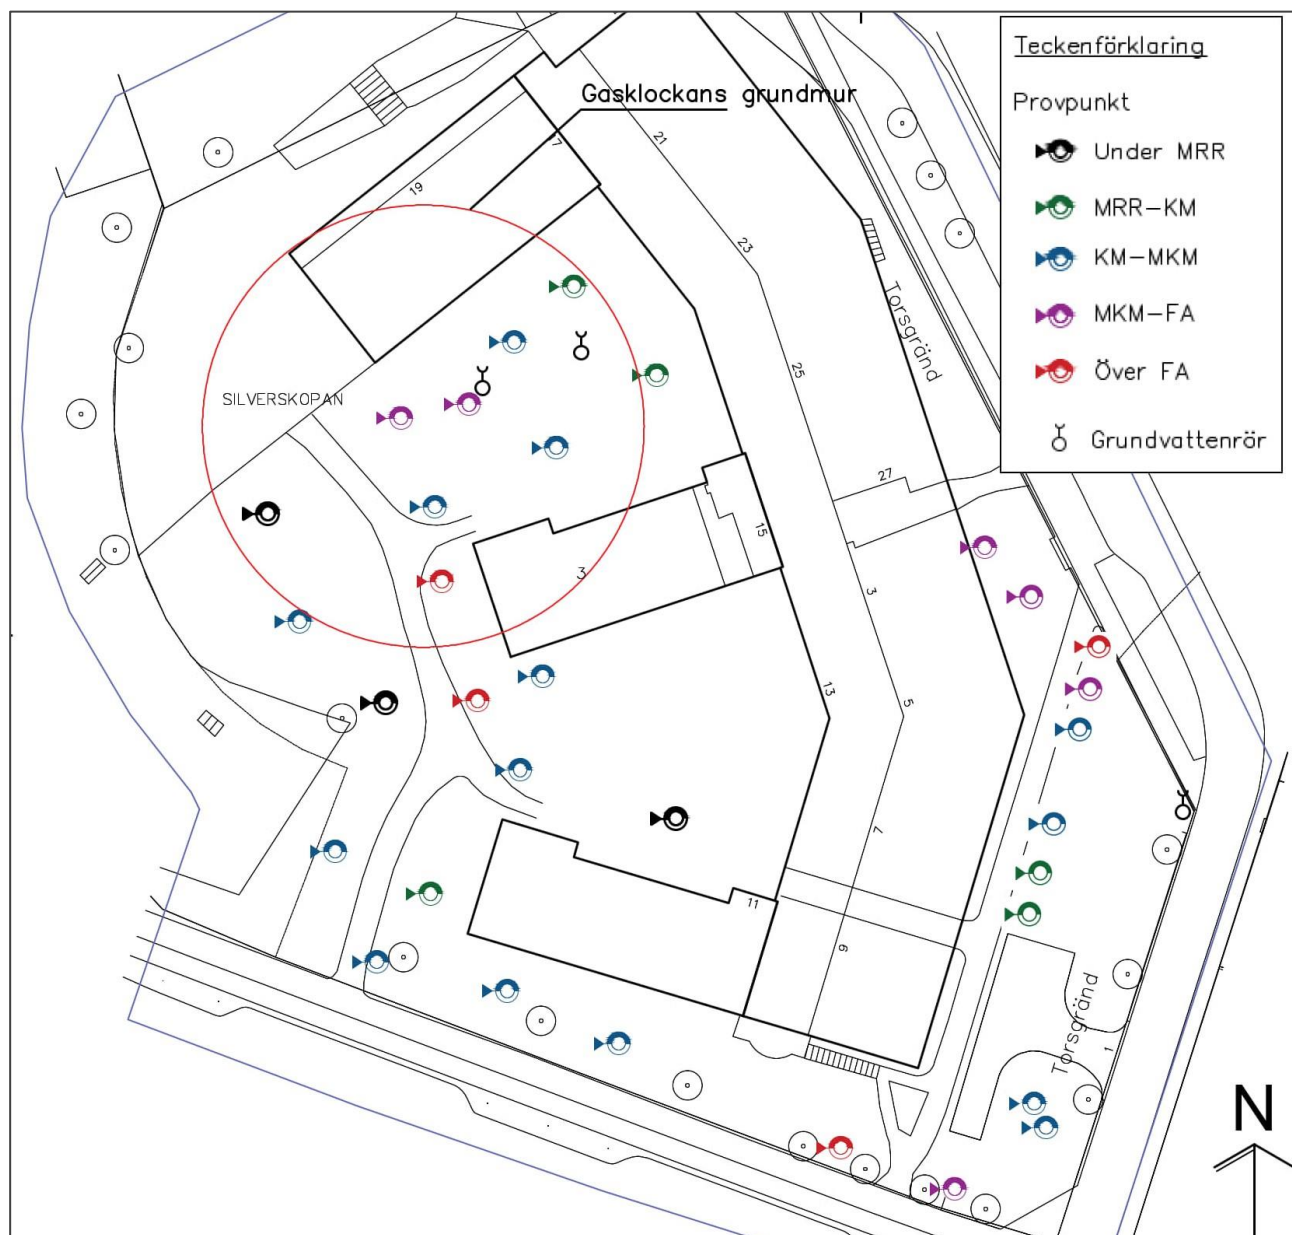 Teckenförklaring
Provpunkt
Under MRR
MRR-KM
KM-MKM
MKM-FA
Över FA
Grundvattenrör
Gasklockans grundmur
21
17
19
23
Torsgränd
25
SILVERSKOPAN
27
15
3
3
13
5
7
11
9
Torsgränd
1
N